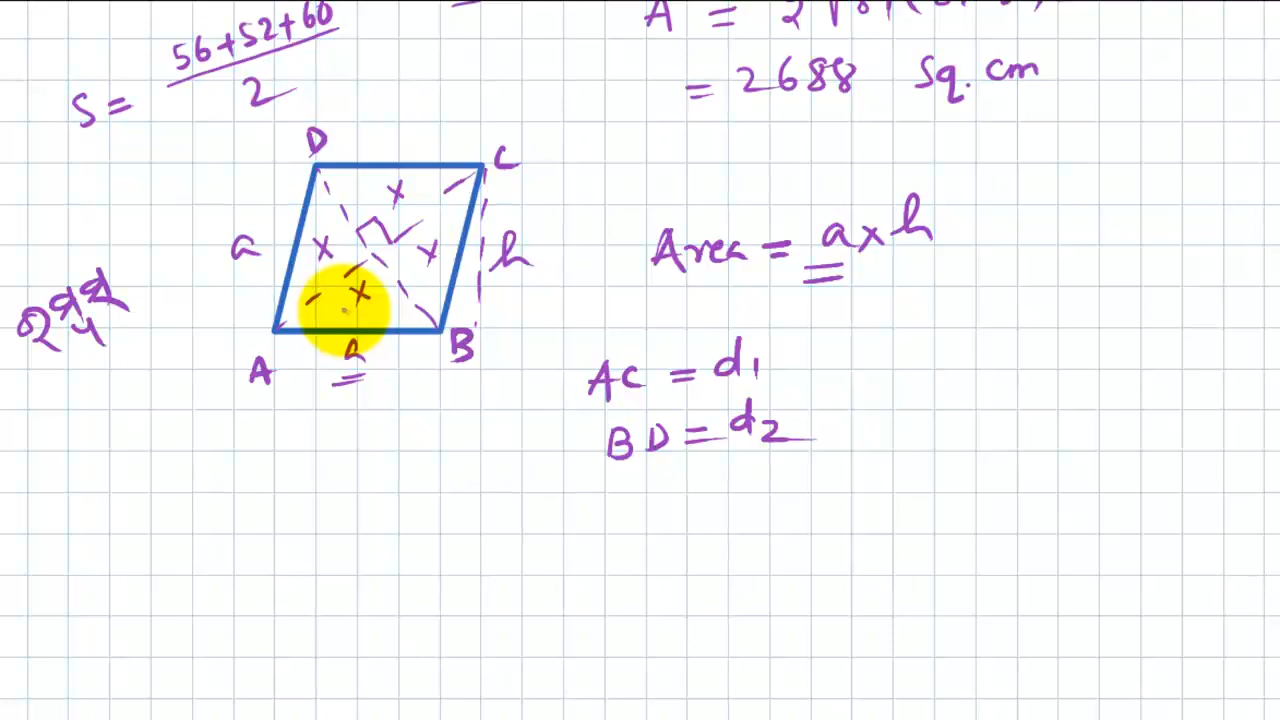 56+52+60
S = 2
= 2688 Sq. cm
D
C
a
h
A
a
B
Area = a x h
AC = d1
BD = d2